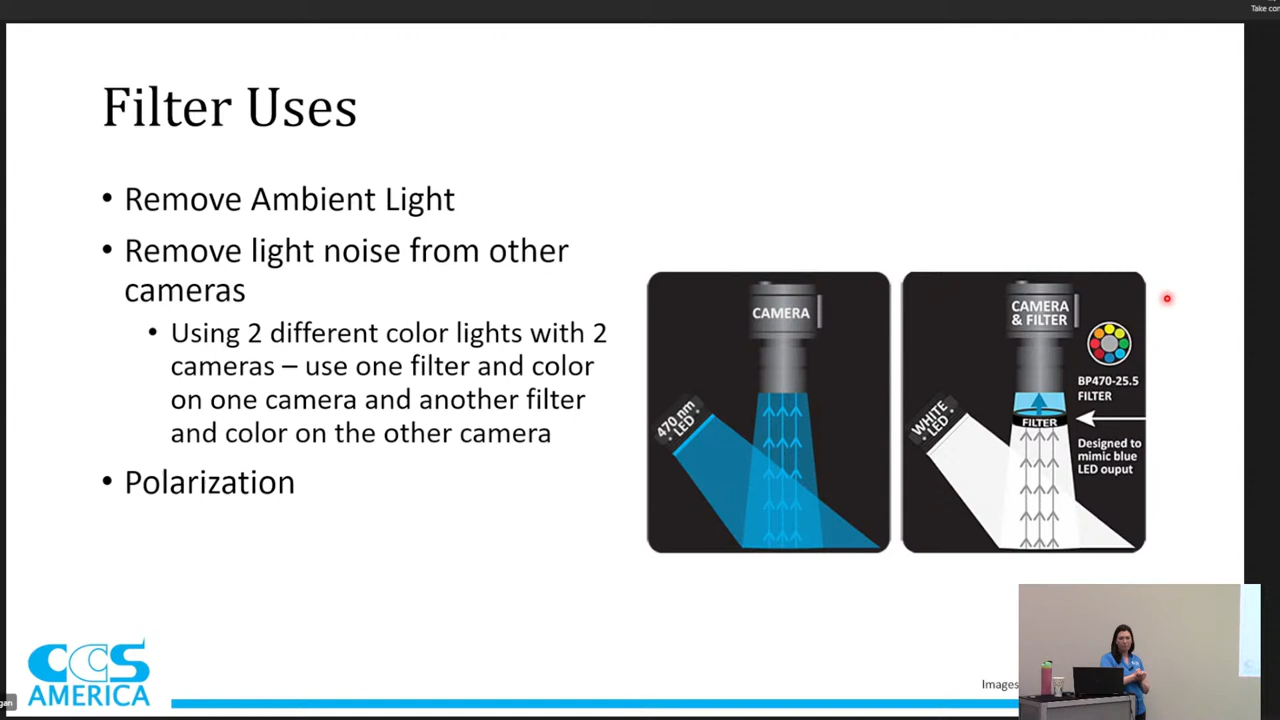 Take con
Filter Uses
• Remove Ambient Light
• Remove light noise from other
cameras
• Using 2 different color lights with 2
cameras – use one filter and color
on one camera and another filter
and color on the other camera
• Polarization
CAMERA
470 nm
LED
CAMERA
& FILTER
WHITE
LED
FILTER
BP470-25.5
FILTER
Designed to
mimic blue
LED ouput
Images
CCS
AMERICA
gan